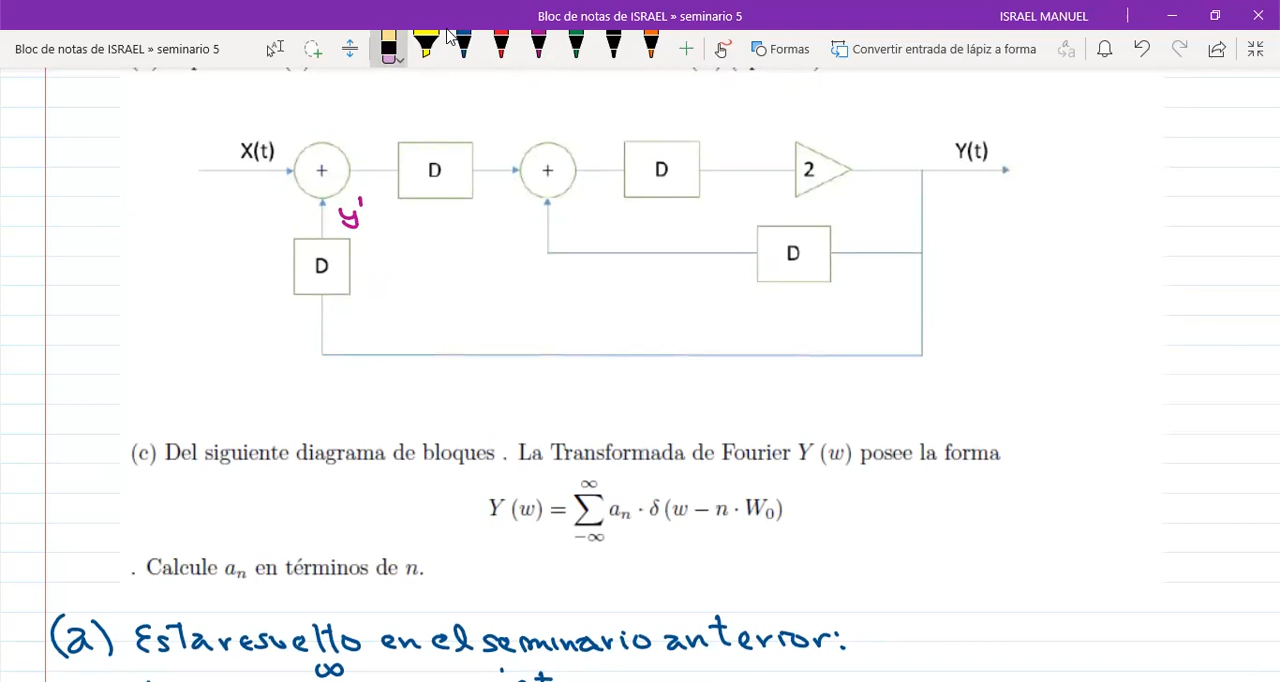 Bloc de notas de ISRAEL » seminario 5
ISRAEL MANUEL
Bloc de notas de ISRAEL » seminario 5
Formas
Convertir entrada de lápiz a forma
X(t)
+
D
+
D
2
Y(t)
y'
D
D
(c) Del siguiente diagrama de bloques . La Transformada de Fourier Y (w) posee la forma
Y (w) = ∑_{-∞}^{∞} aₙ · δ (w − n · W₀)
. Calcule aₙ en términos de n.
(a) Esta resuelto en el seminario anterror:
∞